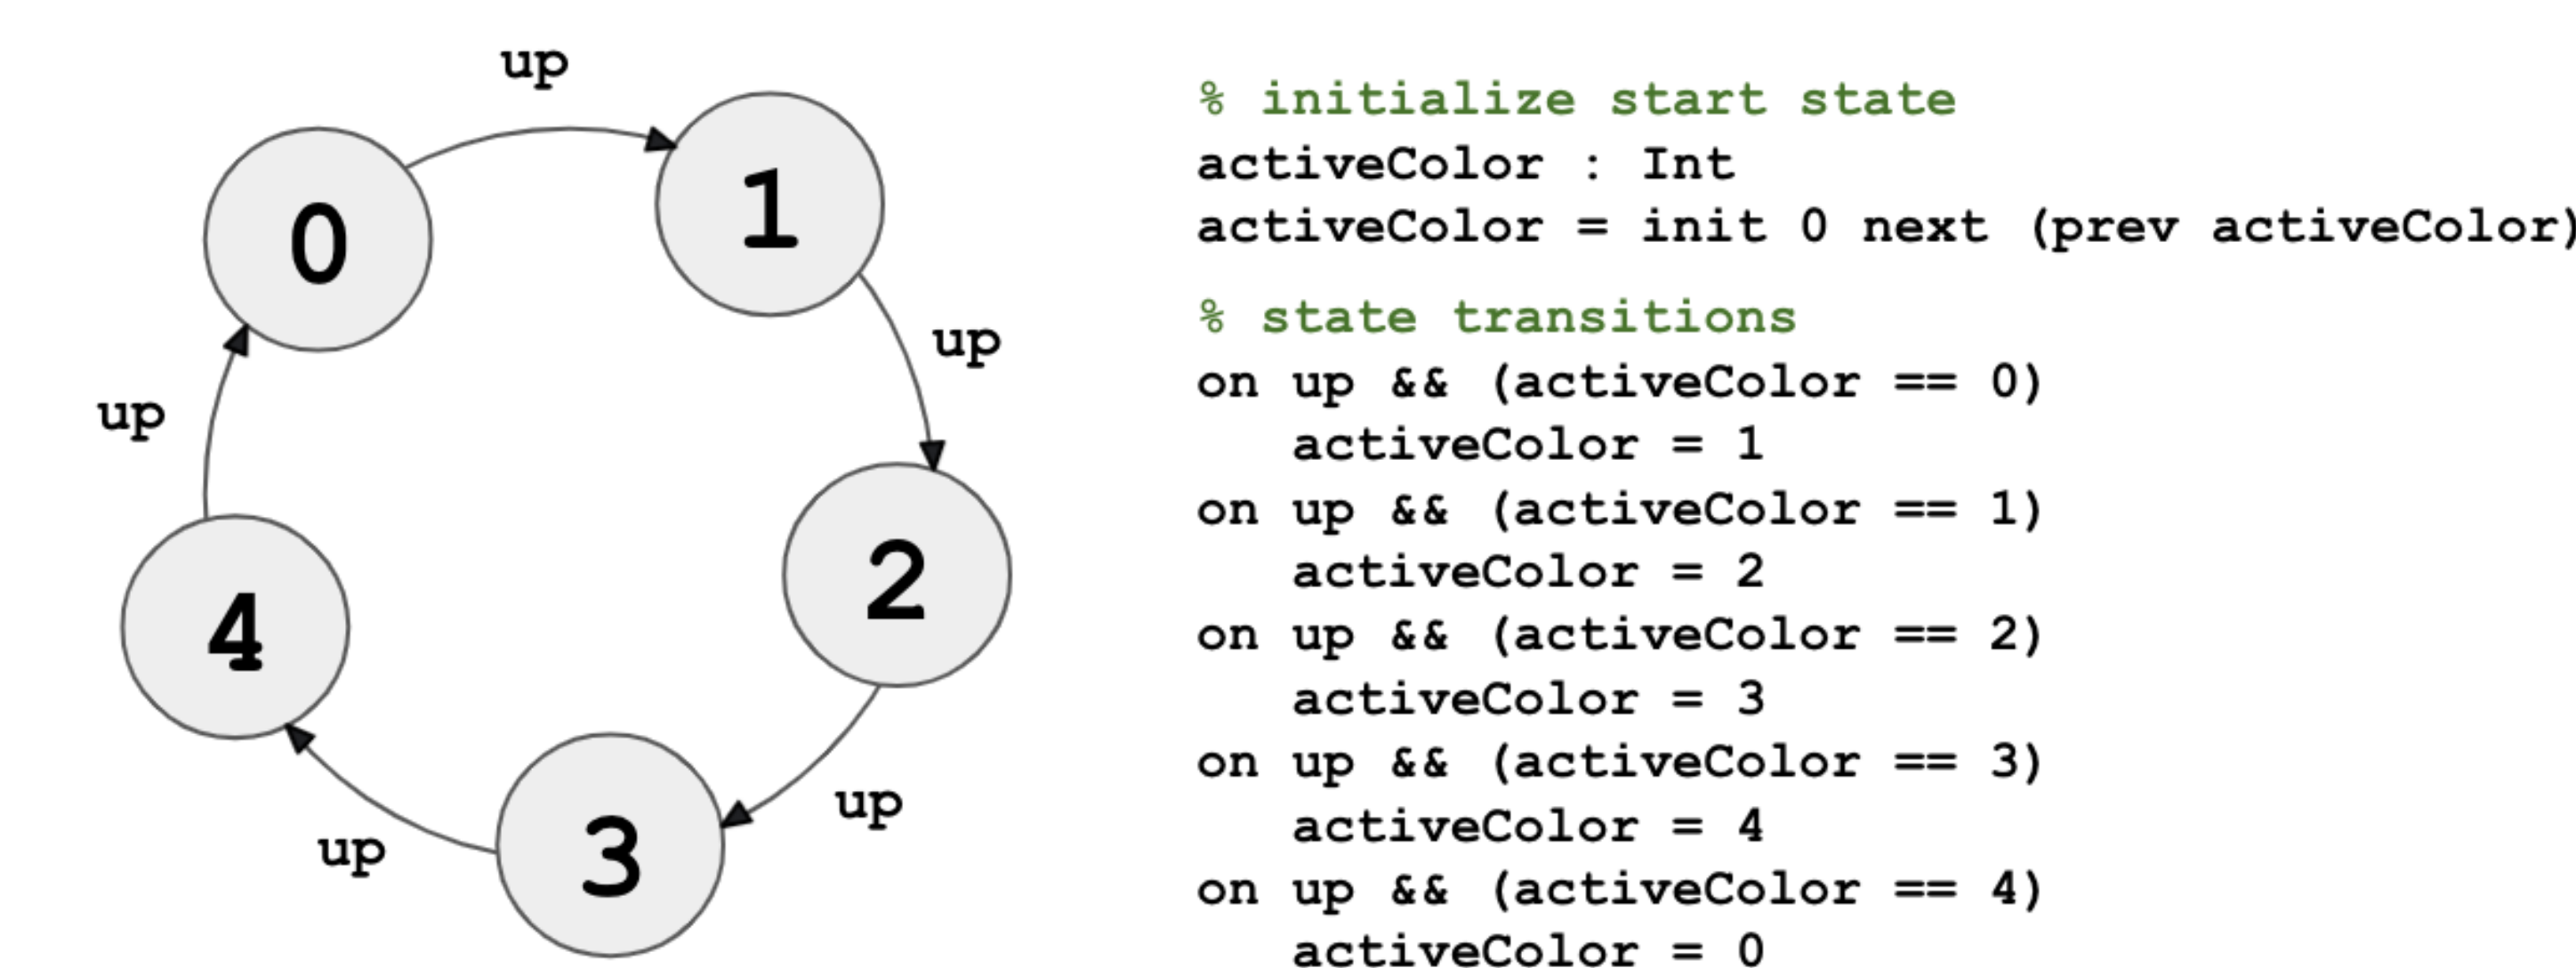 up
0
1
up
up
2
4
up
3
up
% initialize start state
activeColor : Int
activeColor = init 0 next (prev activeColor)
% state transitions
on up && (activeColor == 0)
activeColor = 1
on up && (activeColor == 1)
activeColor = 2
on up && (activeColor == 2)
activeColor = 3
on up && (activeColor == 3)
activeColor = 4
on up && (activeColor == 4)
activeColor = 0